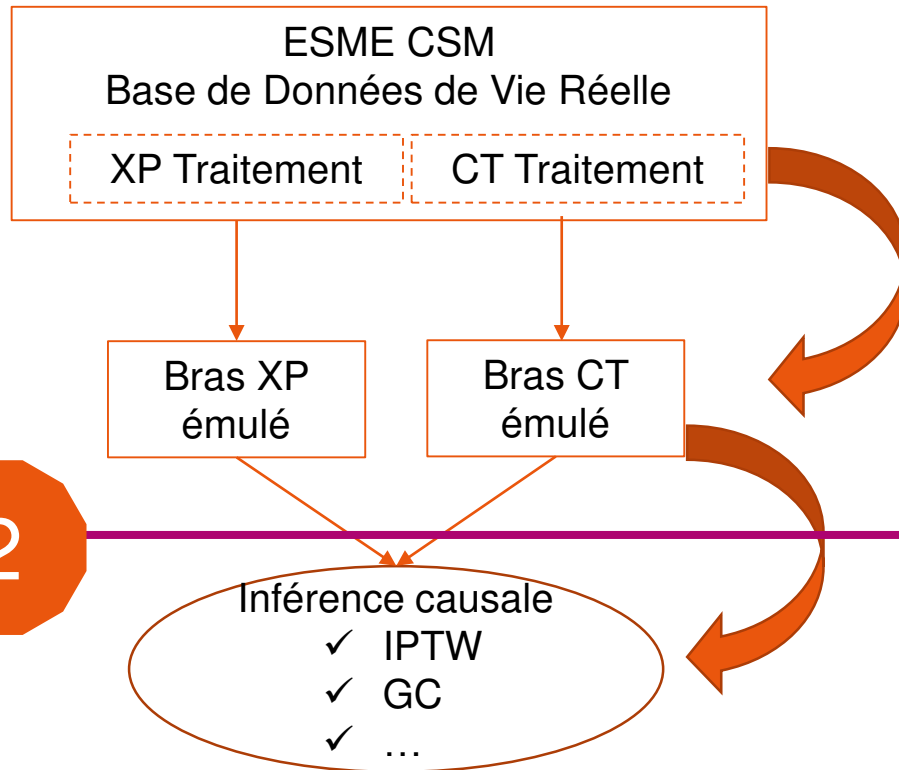 ESME CSM
Base de Données de Vie Réelle
XP Traitement
CT Traitement
Bras XP
émulé
Bras CT
émulé
2
Inférence causale
✓ IPTW
✓ GC
✓ …